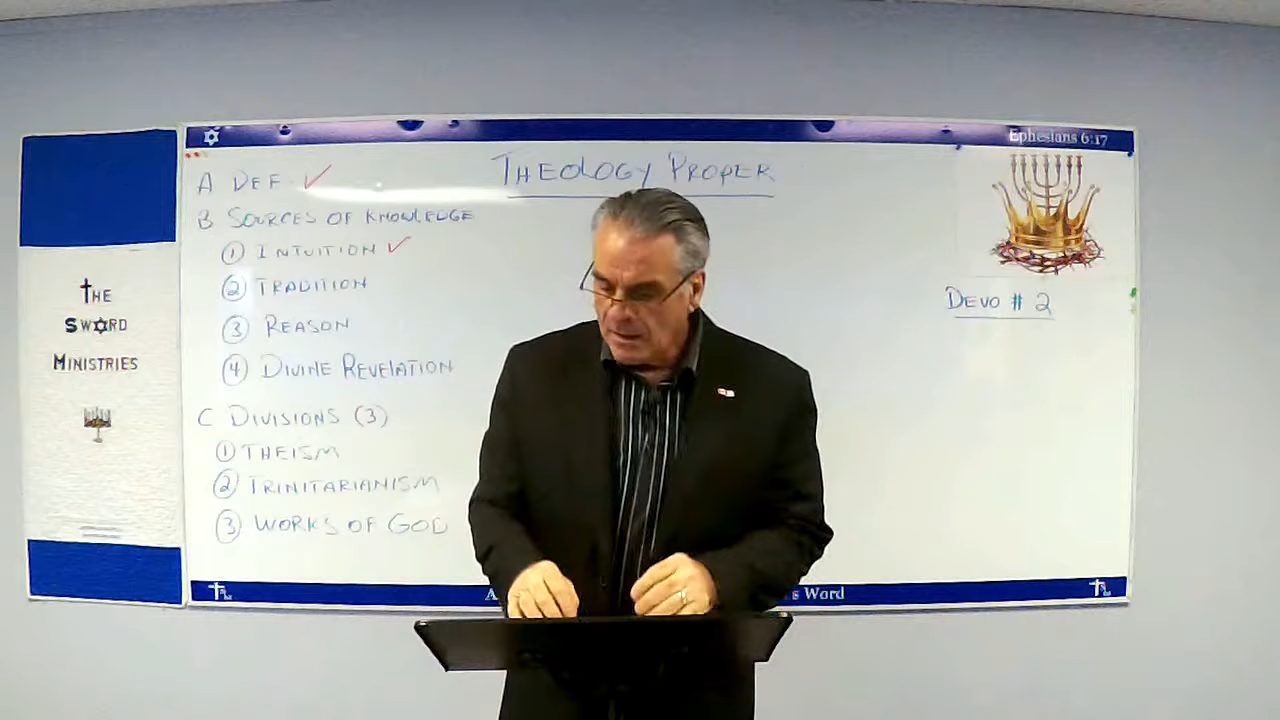 Ephesians 6:17
THEOLOGY PROPER
A DEF ✓
B SOURCES OF KNOWLEDGE
① INTUITION ✓
② TRADITION
③ REASON
④ DIVINE REVELATION
C DIVISIONS (3)
① THEISM
② TRINITARIANISM
③ WORKS OF GOD
DEVO # 2
THE
SWORD
MINISTRIES
Word